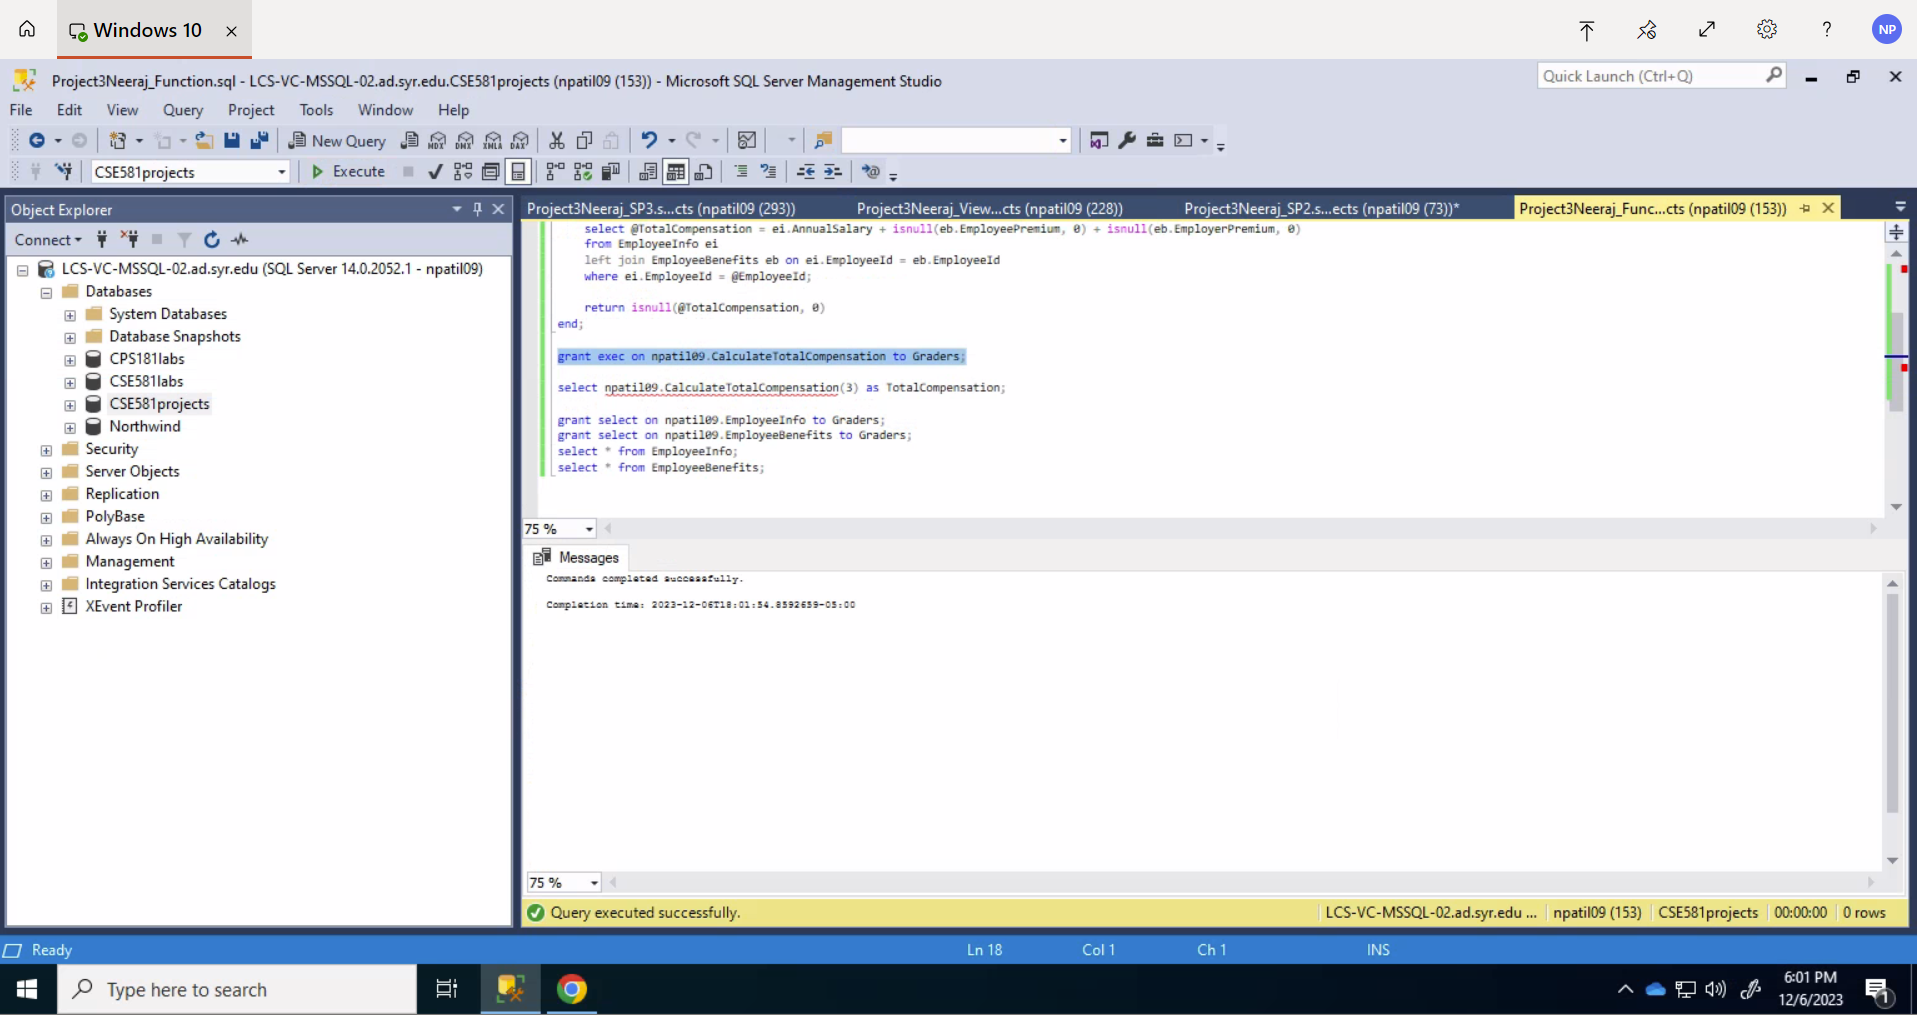 Windows 10
NP
Project3Neeraj_Function.sql - LCS-VC-MSSQL-02.ad.syr.edu.CSE581projects (npatil09 (153)) - Microsoft SQL Server Management Studio
Quick Launch (Ctrl+Q)
File Edit View Query Project Tools Window Help
New Query MDX DMX XMLA DAX
CSE581projects Execute
Object Explorer
Project3Neeraj_SP3.s...cts (npatil09 (293)) Project3Neeraj_View...cts (npatil09 (228)) Project3Neeraj_SP2.s...ects (npatil09 (73))* Project3Neeraj_Func...cts (npatil09 (153))
Connect
LCS-VC-MSSQL-02.ad.syr.edu (SQL Server 14.0.2052.1 - npatil09)
Databases
System Databases
Database Snapshots
CPS181labs
CSE581labs
CSE581projects
Northwind
Security
Server Objects
Replication
PolyBase
Always On High Availability
Management
Integration Services Catalogs
XEvent Profiler
select @TotalCompensation = ei.AnnualSalary + isnull(eb.EmployeePremium, 0) + isnull(eb.EmployerPremium, 0)
from EmployeeInfo ei
left join EmployeeBenefits eb on ei.EmployeeId = eb.EmployeeId
where ei.EmployeeId = @EmployeeId;
return isnull(@TotalCompensation, 0)
end;
grant exec on npatil09.CalculateTotalCompensation to Graders;
select npatil09.CalculateTotalCompensation(3) as TotalCompensation;
grant select on npatil09.EmployeeInfo to Graders;
grant select on npatil09.EmployeeBenefits to Graders;
select * from EmployeeInfo;
select * from EmployeeBenefits;
75 %
Messages
Commands completed successfully.
Completion time: 2023-12-06T18:01:54.8592659-05:00
75 %
Query executed successfully. LCS-VC-MSSQL-02.ad.syr.edu ... npatil09 (153) CSE581projects 00:00:00 0 rows
Ready Ln 18 Col 1 Ch 1 INS
Type here to search
6:01 PM
12/6/2023
1